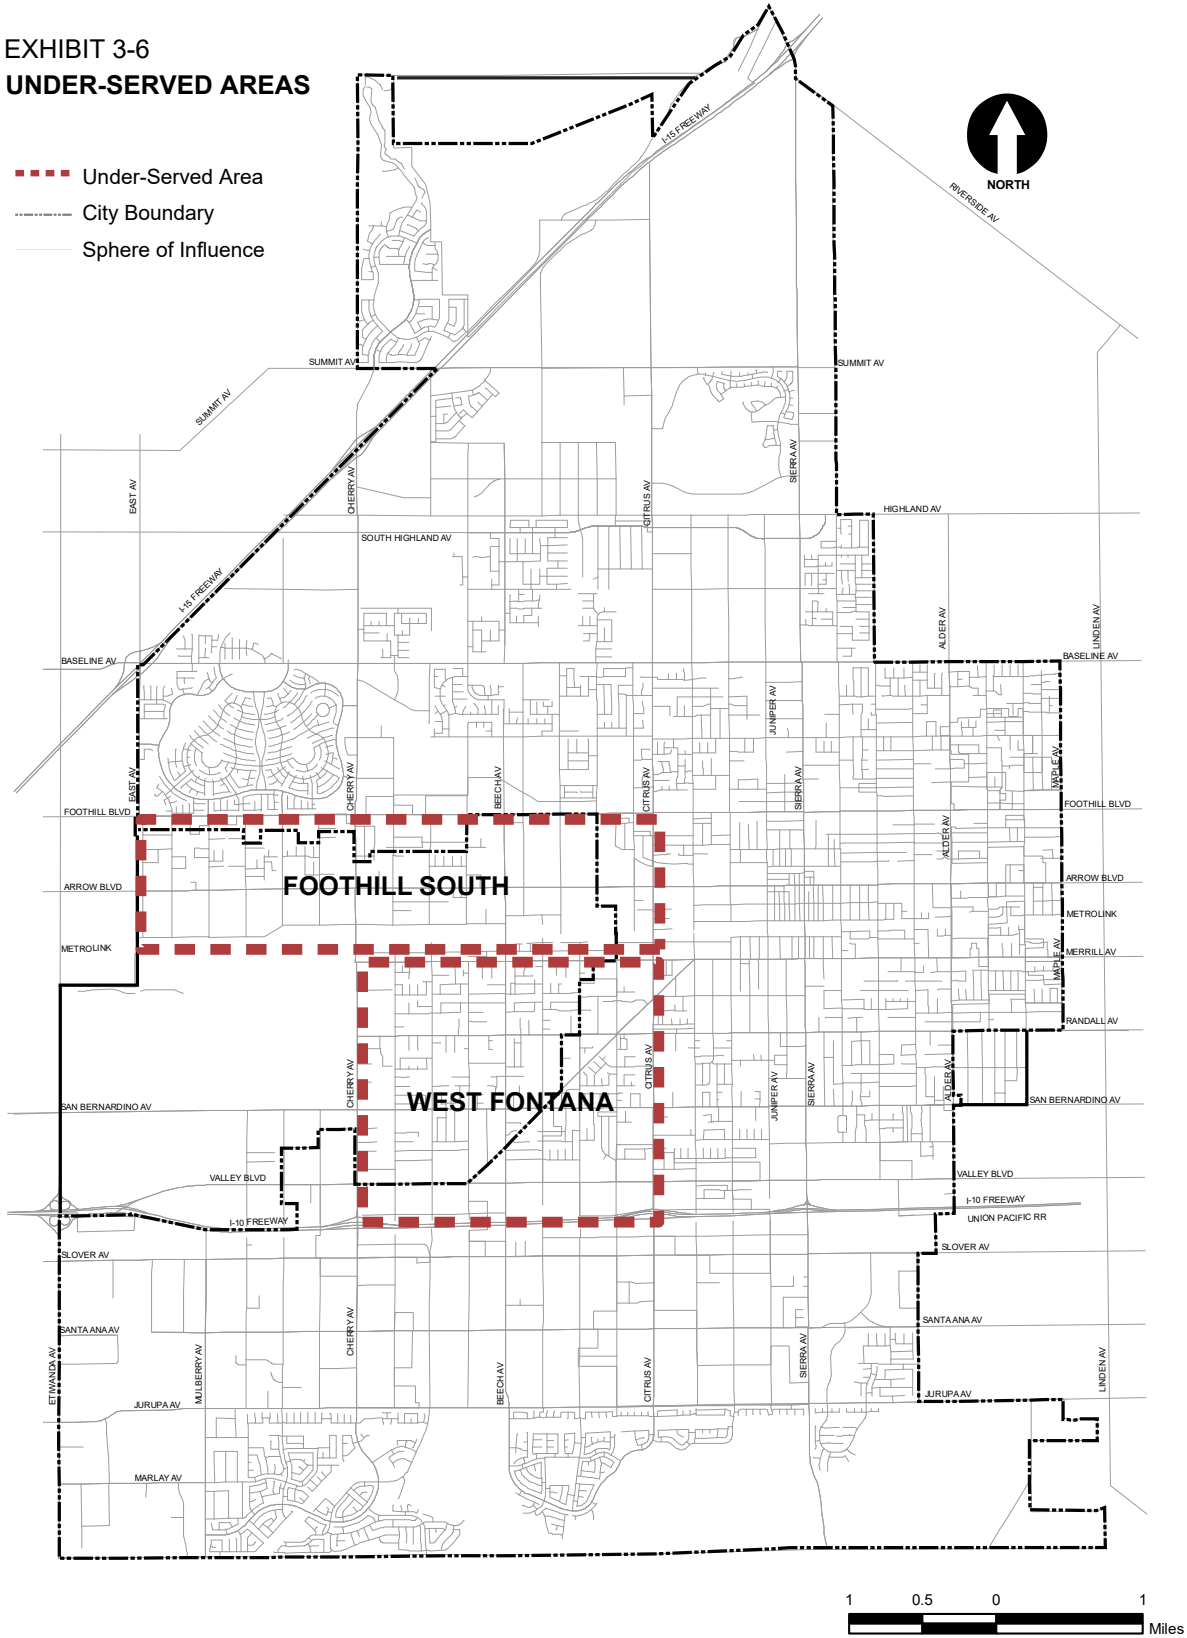 EXHIBIT 3-6
UNDER-SERVED AREAS
Under-Served Area
City Boundary
Sphere of Influence
NORTH
I-15 FREEWAY
RIVERSIDE AV
SUMMIT AV
SUMMIT AV
SUMMIT AV
EAST AV
CHERRY AV
CITRUS AV
SIERRA AV
HIGHLAND AV
SOUTH HIGHLAND AV
I-15 FREEWAY
ALDER AV
LINDEN AV
BASELINE AV
BASELINE AV
JUNIPER AV
EAST AV
CHERRY AV
BEECH AV
CITRUS AV
SIERRA AV
MAPLE AV
FOOTHILL BLVD
FOOTHILL BLVD
ALDER AV
ARROW BLVD
FOOTHILL SOUTH
ARROW BLVD
METROLINK
METROLINK
MERRILL AV
MAPLE AV
RANDALL AV
CHERRY AV
CITRUS AV
JUNIPER AV
SIERRA AV
ALDER AV
WEST FONTANA
SAN BERNARDINO AV
SAN BERNARDINO AV
VALLEY BLVD
VALLEY BLVD
I-10 FREEWAY
I-10 FREEWAY
UNION PACIFIC RR
SLOVER AV
SLOVER AV
SANTA ANA AV
SANTA ANA AV
CHERRY AV
SIERRA AV
ETIWANDA AV
MULBERRY AV
BEECH AV
CITRUS AV
LINDEN AV
JURUPA AV
JURUPA AV
MARLAY AV
1 0.5 0 1
Miles